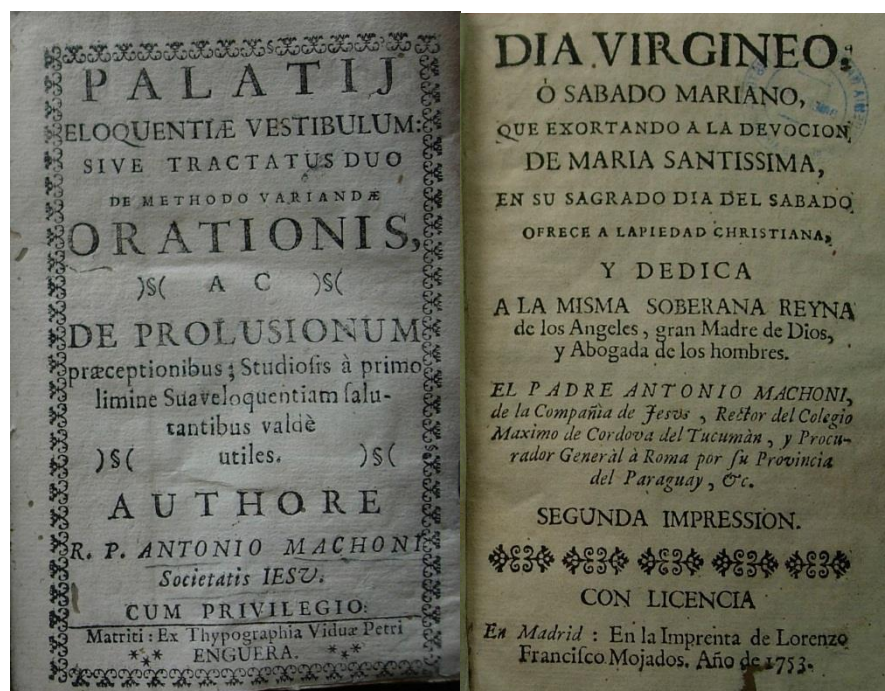 PALATIJ
ELOQUENTIÆ VESTIBULUM:
SIVE TRACTATUS DUO
DE METHODO VARIANDÆ
ORATIONIS,
)S( A C )S(
DE PROLUSIONUM
præceptionibus; Studiosis à primo
limine Suaveloquentiam ſalu-
tantibus valdè
)S( utiles. )S(
AUTHORE
R. P. ANTONIO MACHONI
Societatis IESU.
CUM PRIVILEGIO:
Matriti: Ex Thypographia Viduæ Petri
*** ENGUERA. ***
DIA VIRGINEO,
Ò SABADO MARIANO,
QUE EXORTANDO A LA DEVOCION
DE MARIA SANTISSIMA,
EN SU SAGRADO DIA DEL SABADO
OFRECE A LAPIEDAD CHRISTIANA,
Y DEDICA
A LA MISMA SOBERANA REYNA
de los Angeles, gran Madre de Dios,
y Abogada de los hombres.
EL PADRE ANTONIO MACHONI,
de la Compañia de Jesvs, Rector del Colegio
Maximo de Cordova del Tucumàn, y Procu-
rador Generàl à Roma por ſu Provincia
del Paraguay, &c.
SEGUNDA IMPRESSION.
CON LICENCIA
En Madrid: En la Imprenta de Lorenzo
Franciſco Mojados. Año de 1753.